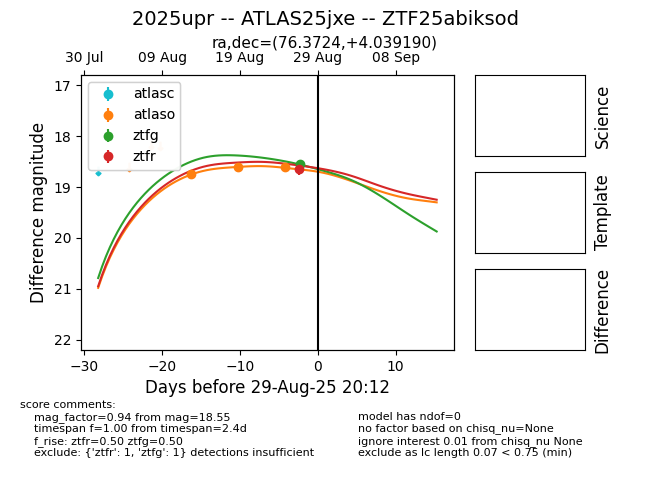 2025upr -- ATLAS25jxe -- ZTF25abiksod
ra,dec=(76.3724,+4.039190)
30 Jul 09 Aug 19 Aug 29 Aug 08 Sep
17
18
19
20
21
22
Difference magnitude
atlasc
atlaso
ztfg
ztfr
−30 −20 −10 0 10
Days before 29-Aug-25 20:12
Science
Template
Difference
score comments:
mag_factor=0.94 from mag=18.55
timespan f=1.00 from timespan=2.4d
f_rise: ztfr=0.50 ztfg=0.50
exclude: {'ztfr': 1, 'ztfg': 1} detections insufficient
model has ndof=0
no factor based on chisq_nu=None
ignore interest 0.01 from chisq_nu None
exclude as lc length 0.07 < 0.75 (min)